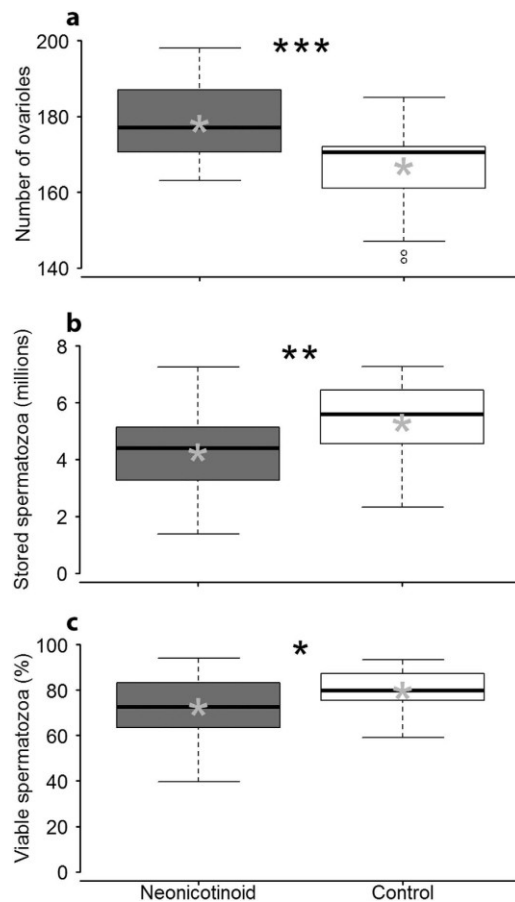 a
***
Number of ovarioles
200
180
160
140
b
**
Stored spermatozoa (millions)
8
6
4
2
0
c
*
Viable spermatozoa (%)
100
80
60
40
20
0
Neonicotinoid Control